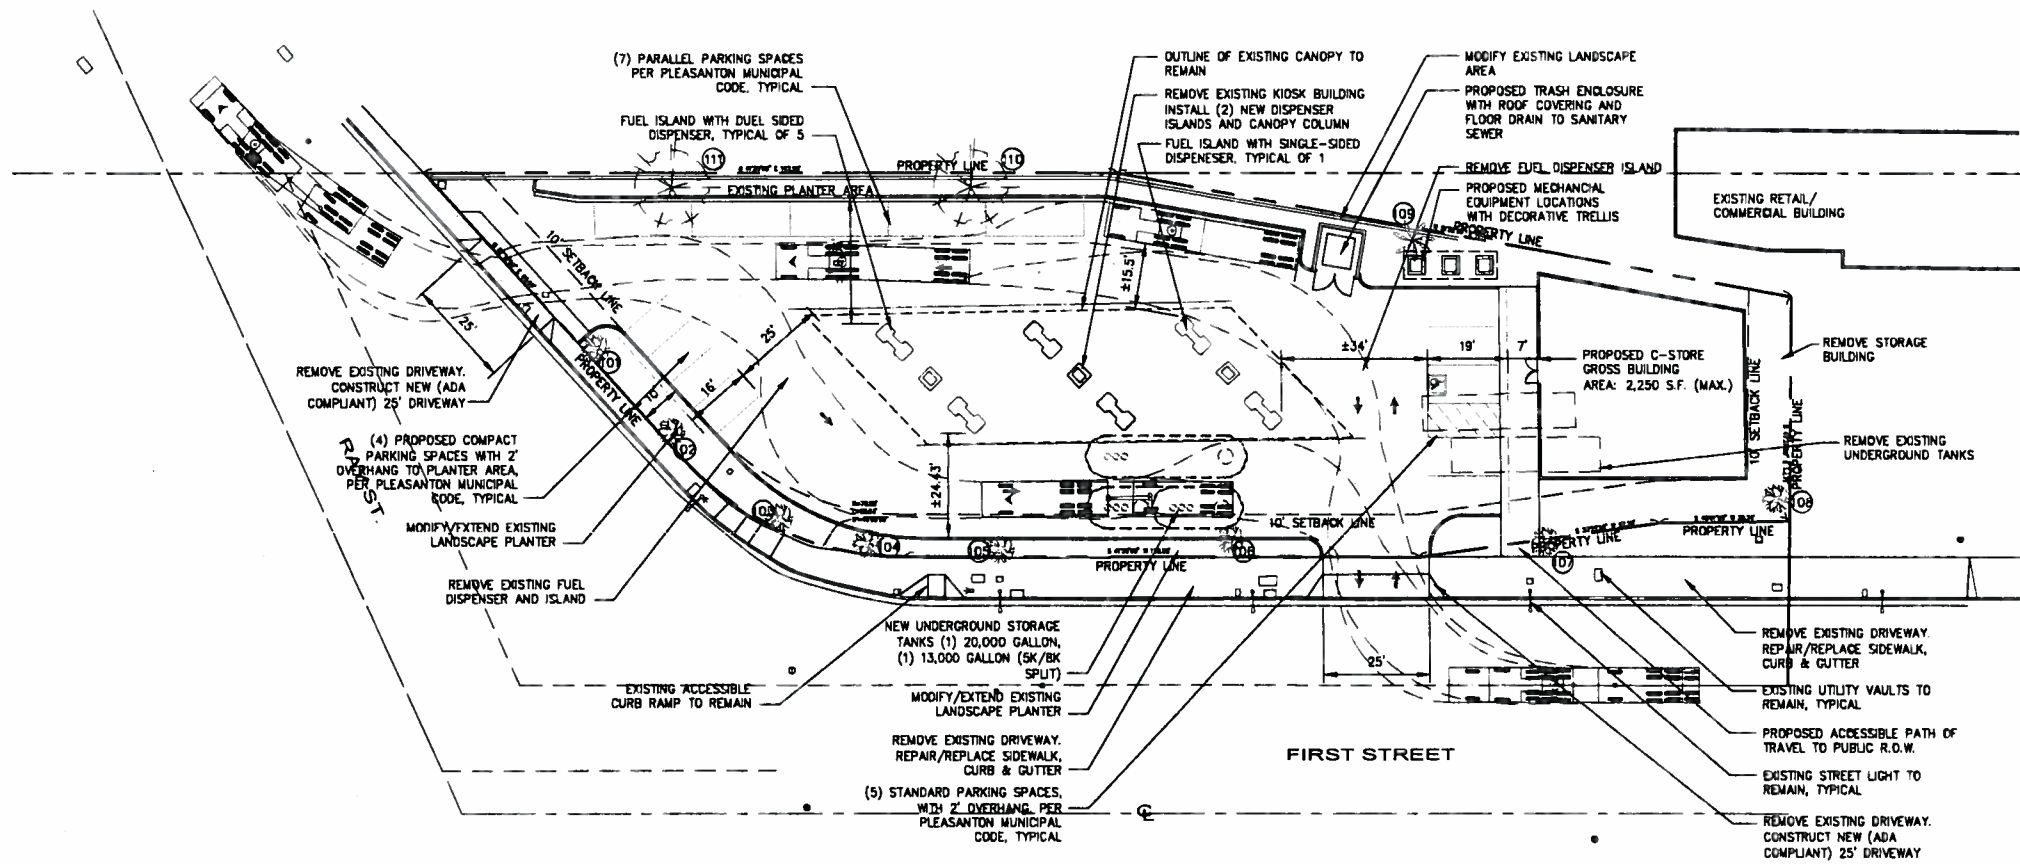 (7) PARALLEL PARKING SPACES
PER PLEASANTON MUNICIPAL
CODE, TYPICAL
FUEL ISLAND WITH DUEL SIDED
DISPENSER, TYPICAL OF 5
OUTLINE OF EXISTING CANOPY TO
REMAIN
REMOVE EXISTING KIOSK BUILDING
INSTALL (2) NEW DISPENSER
ISLANDS AND CANOPY COLUMN
FUEL ISLAND WITH SINGLE-SIDED
DISPENESER, TYPICAL OF 1
MODIFY EXISTING LANDSCAPE
AREA
PROPOSED TRASH ENCLOSURE
WITH ROOF COVERING AND
FLOOR DRAIN TO SANITARY
SEWER
REMOVE FUEL DISPENSER ISLAND
PROPOSED MECHANCIAL
EQUIPMENT LOCATIONS
WITH DECORATIVE TRELLIS
EXISTING RETAIL/
COMMERCIAL BUILDING
111
PROPERTY LINE
110
EXISTING PLANTER AREA
109
PROPERTY LINE
10' SETBACK LINE
±15.5'
25'
25'
16'
10'
101
PROPERTY LINE
102
103
104
105
106
107
108
±34'
19'
7'
PROPOSED C-STORE
GROSS BUILDING
AREA: 2,250 S.F. (MAX.)
10' SETBACK LINE
PROPERTY LINE
REMOVE STORAGE
BUILDING
REMOVE EXISTING
UNDERGROUND TANKS
REMOVE EXISTING DRIVEWAY.
CONSTRUCT NEW (ADA
COMPLIANT) 25' DRIVEWAY
(4) PROPOSED COMPACT
PARKING SPACES WITH 2'
OVERHANG TO PLANTER AREA,
PER PLEASANTON MUNICIPAL
CODE, TYPICAL
MODIFY/EXTEND EXISTING
LANDSCAPE PLANTER
REMOVE EXISTING FUEL
DISPENSER AND ISLAND
±24.43'
10' SETBACK LINE
PROPERTY LINE
PROPERTY LINE
PROPERTY LINE
NEW UNDERGROUND STORAGE
TANKS (1) 20,000 GALLON,
(1) 13,000 GALLON (5K/8K
SPLIT)
EXISTING ACCESSIBLE
CURB RAMP TO REMAIN
MODIFY/EXTEND EXISTING
LANDSCAPE PLANTER
REMOVE EXISTING DRIVEWAY.
REPAIR/REPLACE SIDEWALK,
CURB & GUTTER
(5) STANDARD PARKING SPACES,
WITH 2' OVERHANG, PER
PLEASANTON MUNICIPAL
CODE, TYPICAL
25'
FIRST STREET
REMOVE EXISTING DRIVEWAY.
REPAIR/REPLACE SIDEWALK,
CURB & GUTTER
EXISTING UTILITY VAULTS TO
REMAIN, TYPICAL
PROPOSED ACCESSIBLE PATH OF
TRAVEL TO PUBLIC R.O.W.
EXISTING STREET LIGHT TO
REMAIN, TYPICAL
REMOVE EXISTING DRIVEWAY.
CONSTRUCT NEW (ADA
COMPLIANT) 25' DRIVEWAY